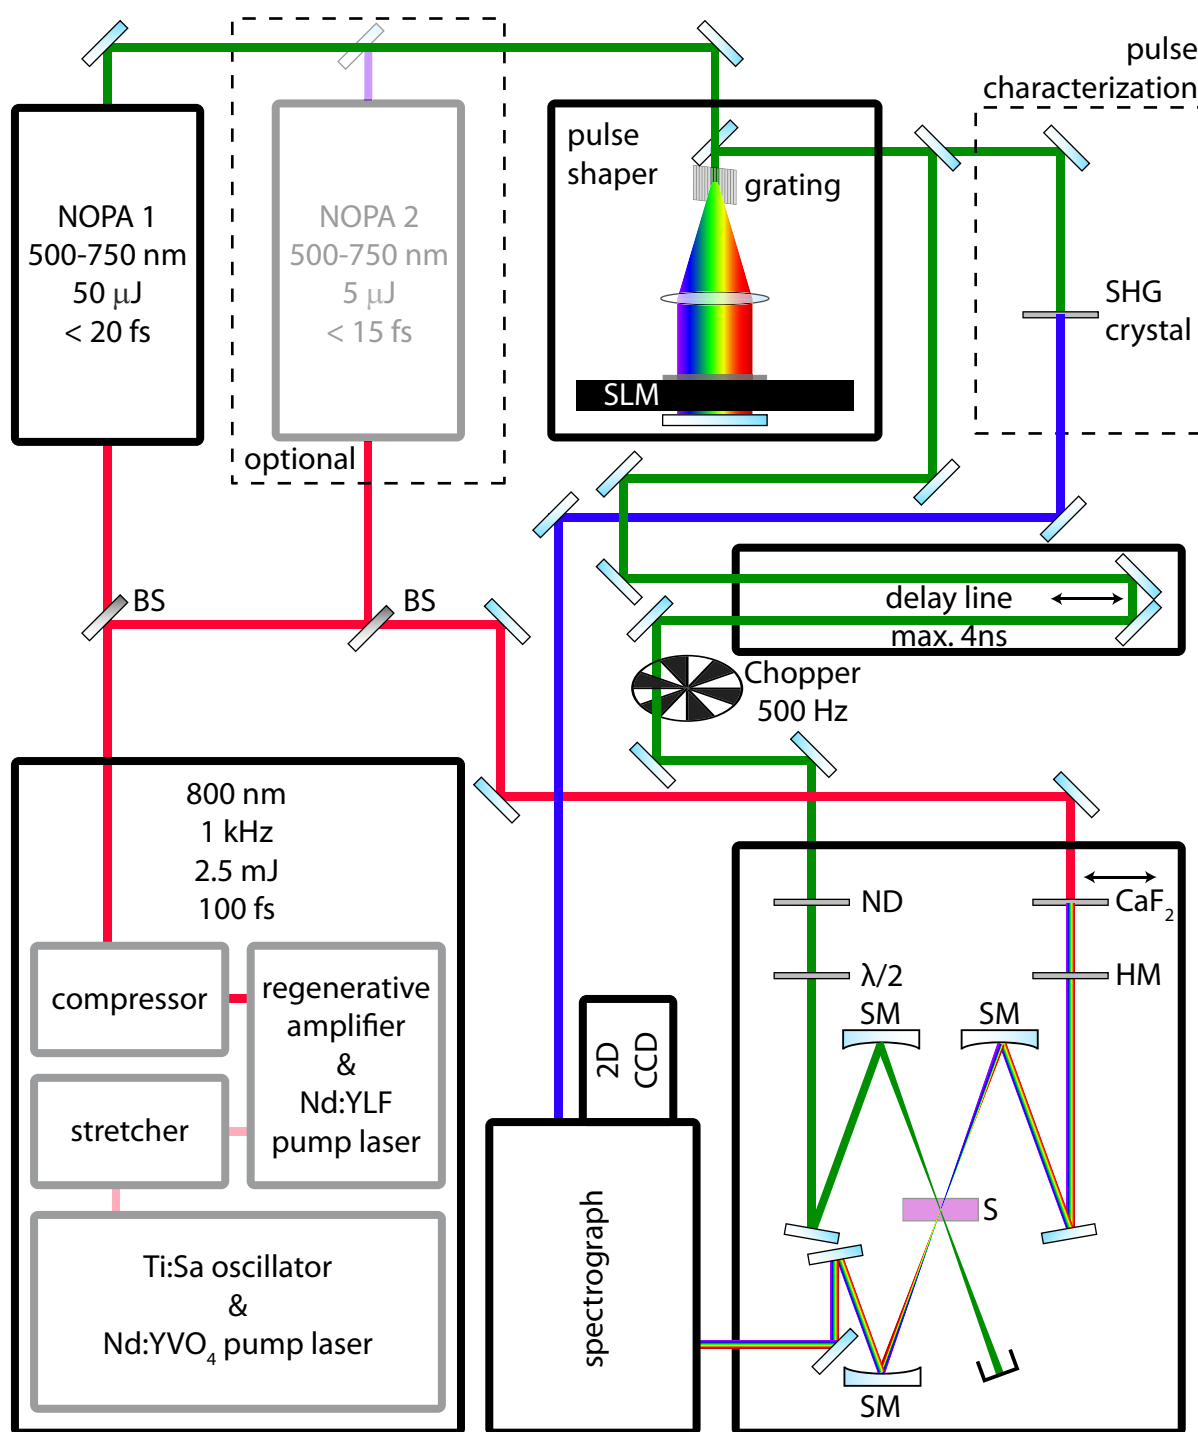 pulse
characterization
pulse
shaper
grating
NOPA 1
500-750 nm
50 µJ
< 20 fs
NOPA 2
500-750 nm
5 µJ
< 15 fs
optional
SHG
crystal
SLM
BS
BS
delay line
max. 4ns
Chopper
500 Hz
800 nm
1 kHz
2.5 mJ
100 fs
compressor
regenerative
amplifier
&
Nd:YLF
pump laser
stretcher
Ti:Sa oscillator
&
Nd:YVO₄ pump laser
ND
CaF₂
λ/2
HM
SM
SM
2D
CCD
S
spectrograph
SM